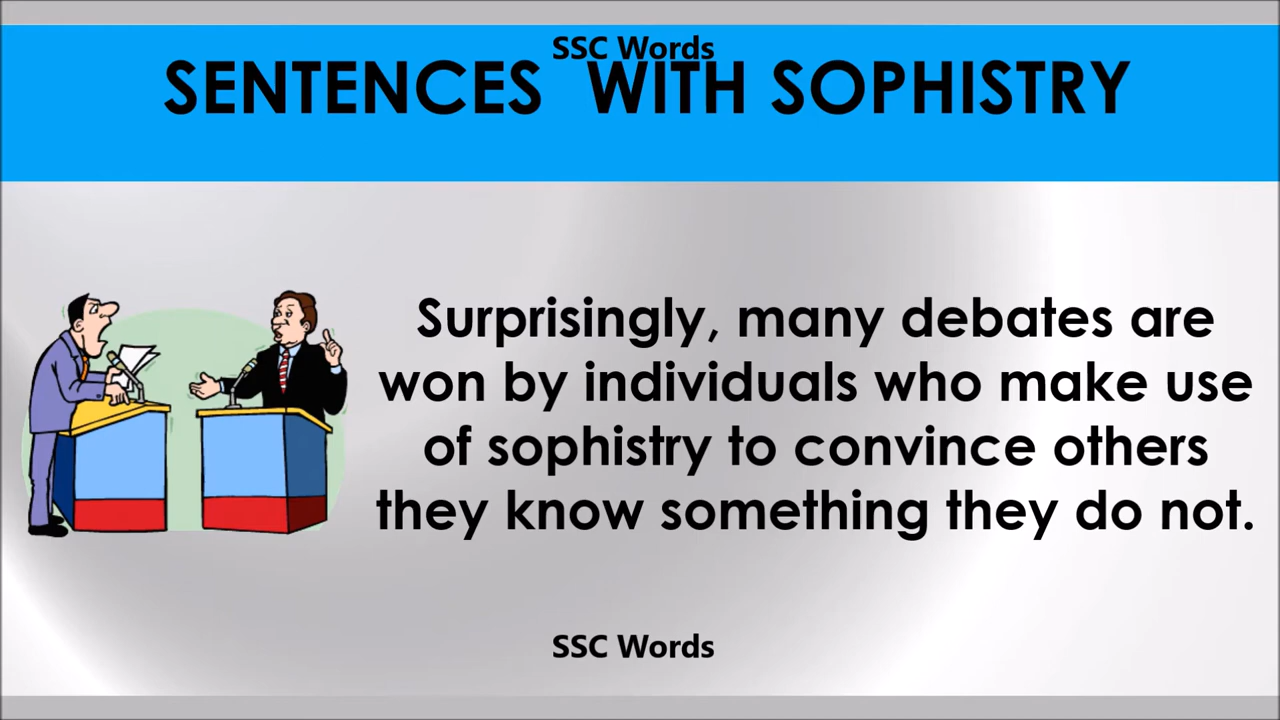 SSC Words
SENTENCES WITH SOPHISTRY
Surprisingly, many debates are
won by individuals who make use
of sophistry to convince others
they know something they do not.
SSC Words